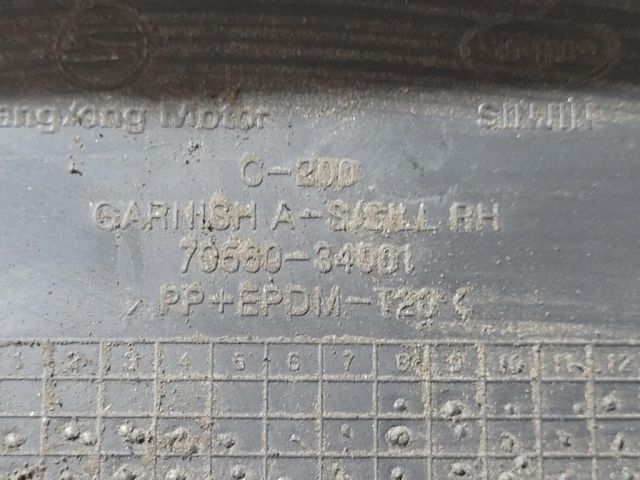 angYong Motor
C-200
GARNISH A-S/SILL RH
79560-34001
PP+EPDM-T20
1 2 3 4 5 6 7 8 9 10 11 12